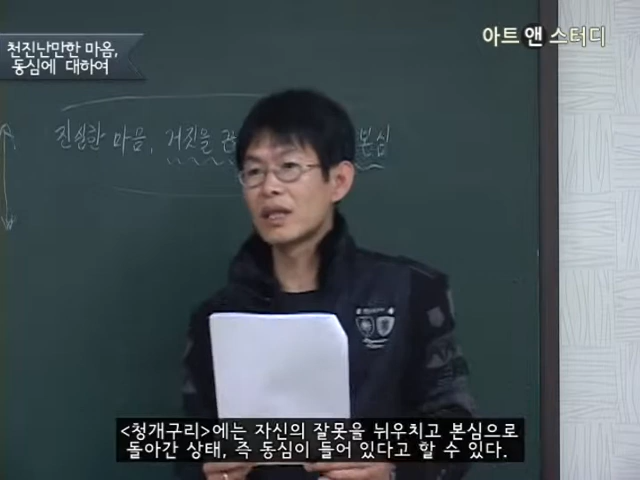 천진난만한 마음,
동심에 대하여
아트 앤 스터디
진실한 마음, 거짓을 본심
<청개구리>에는 자신의 잘못을 뉘우치고 본심으로
돌아간 상태, 즉 동심이 들어 있다고 할 수 있다.